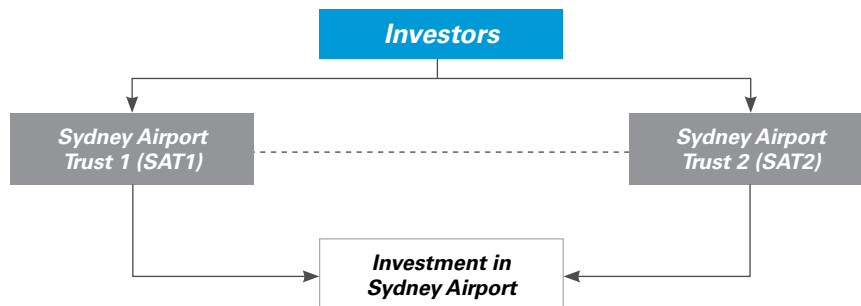 Investors
Sydney Airport
Trust 1 (SAT1)
Sydney Airport
Trust 2 (SAT2)
Investment in
Sydney Airport